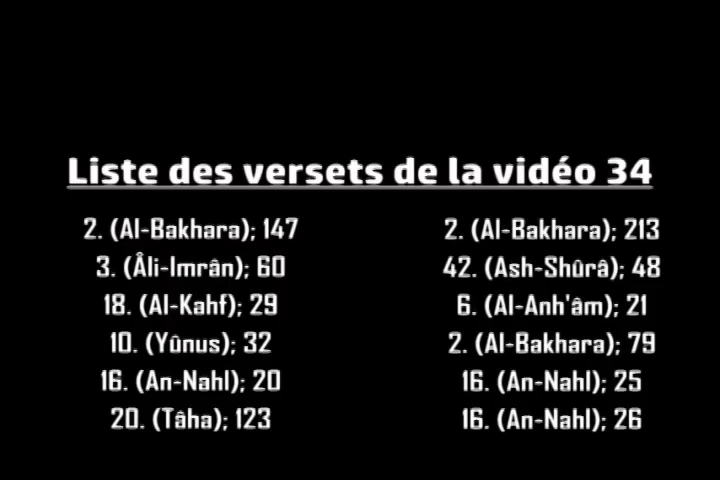 Liste des versets de la vidéo 34
2. (Al-Bakhara); 147
3. (Âli-Imrân); 60
18. (Al-Kahf); 29
10. (Yûnus); 32
16. (An-Nahl); 20
20. (Tâha); 123
2. (Al-Bakhara); 213
42. (Ash-Shûrâ); 48
6. (Al-Anh'âm); 21
2. (Al-Bakhara); 79
16. (An-Nahl); 25
16. (An-Nahl); 26